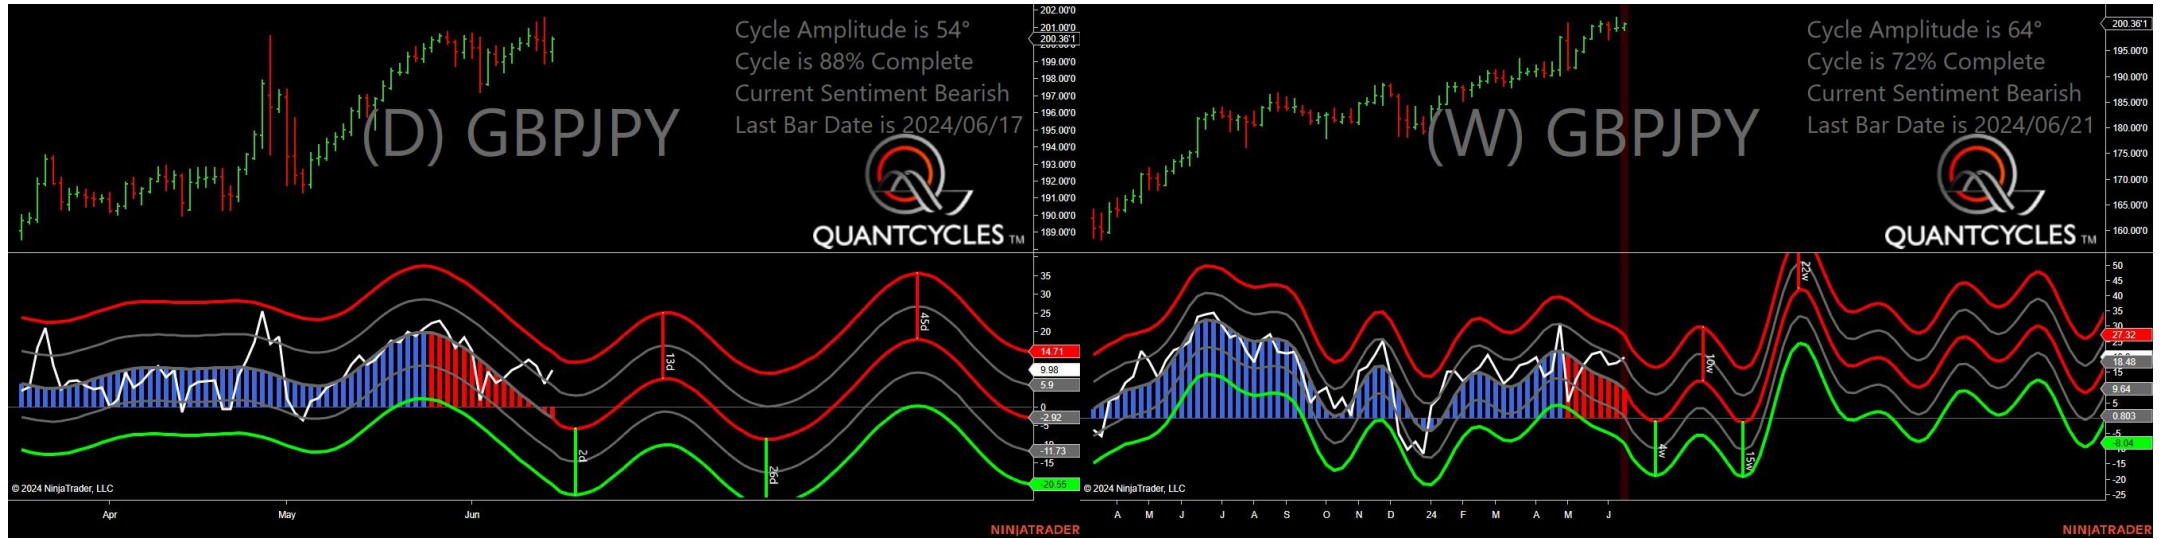 Cycle Amplitude is 54°
Cycle is 88% Complete
Current Sentiment Bearish
Last Bar Date is 2024/06/17
(D) GBPJPY
QUANTCYCLES TM
202.00'0
201.00'0
200.36'1
199.00'0
198.00'0
197.00'0
196.00'0
195.00'0
194.00'0
193.00'0
192.00'0
191.00'0
190.00'0
189.00'0
35
30
25
20
14.71
9.98
5.9
0
-2.92
-5
-11.73
-15
-20.55
2d
13d
26d
45d
© 2024 NinjaTrader, LLC
Apr May Jun
NINJATRADER
Cycle Amplitude is 64°
Cycle is 72% Complete
Current Sentiment Bearish
Last Bar Date is 2024/06/21
(W) GBPJPY
QUANTCYCLES TM
200.36'1
195.00'0
190.00'0
185.00'0
180.00'0
175.00'0
170.00'0
165.00'0
160.00'0
50
45
40
35
30
27.32
25
18.48
15
9.64
5
0.803
-5
-8.04
-15
-20
-25
4w
10w
15w
22w
© 2024 NinjaTrader, LLC
A M J J A S O N D 24 F M A M J
NINJATRADER